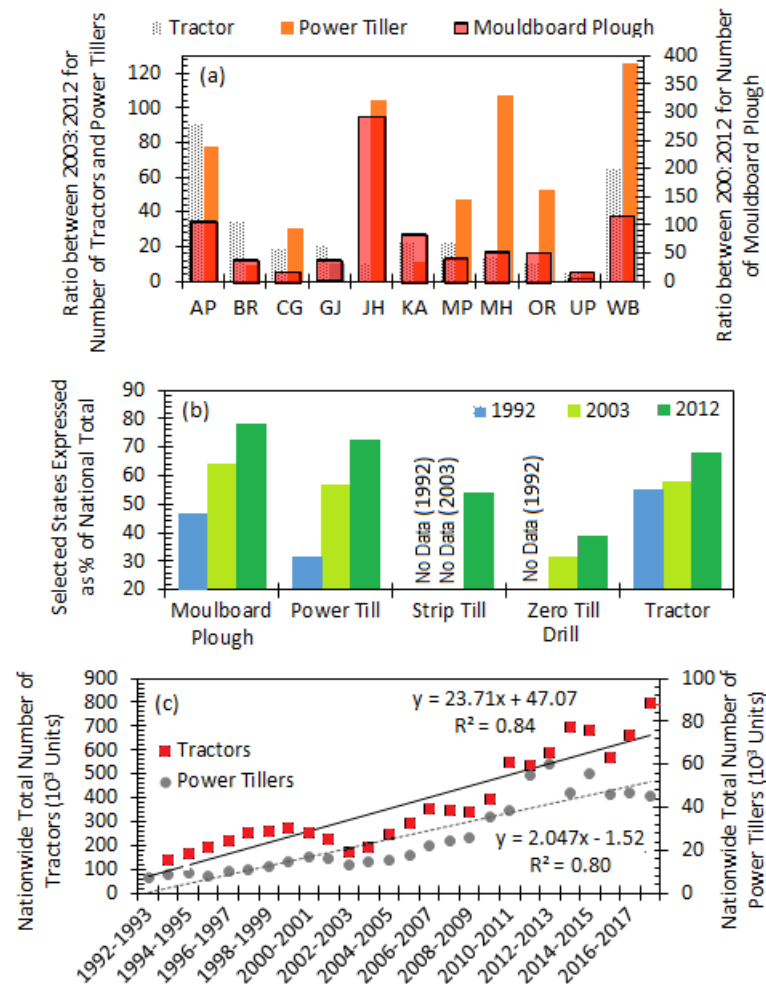 Tractor Power Tiller Mouldboard Plough
(a)
Ratio between 2003:2012 for
Number of Tractors and Power Tillers
120
100
80
60
40
20
0
400
350
300
250
200
150
100
50
0
Ratio between 200:2012 for Number
of Mouldboard Plough
AP BR CG GJ JH KA MP MH OR UP WB
(b)
1992 2003 2012
Selected States Expressed
as % of National Total
90
80
70
60
50
40
30
20
No Data (1992)
No Data (2003)
No Data (1992)
Moulboard
Plough
Power Till
Strip Till
Zero Till
Drill
Tractor
(c)
Nationwide Total Number of
Tractors (10³ Units)
900
800
700
600
500
400
300
200
100
0
y = 23.71x + 47.07
R² = 0.84
Tractors
Power Tillers
y = 2.047x - 1.52
R² = 0.80
100
80
60
40
20
0
Nationwide Total Number of
Power Tillers (10³ Units)
1992-1993
1994-1995
1996-1997
1998-1999
2000-2001
2002-2003
2004-2005
2006-2007
2008-2009
2010-2011
2012-2013
2014-2015
2016-2017